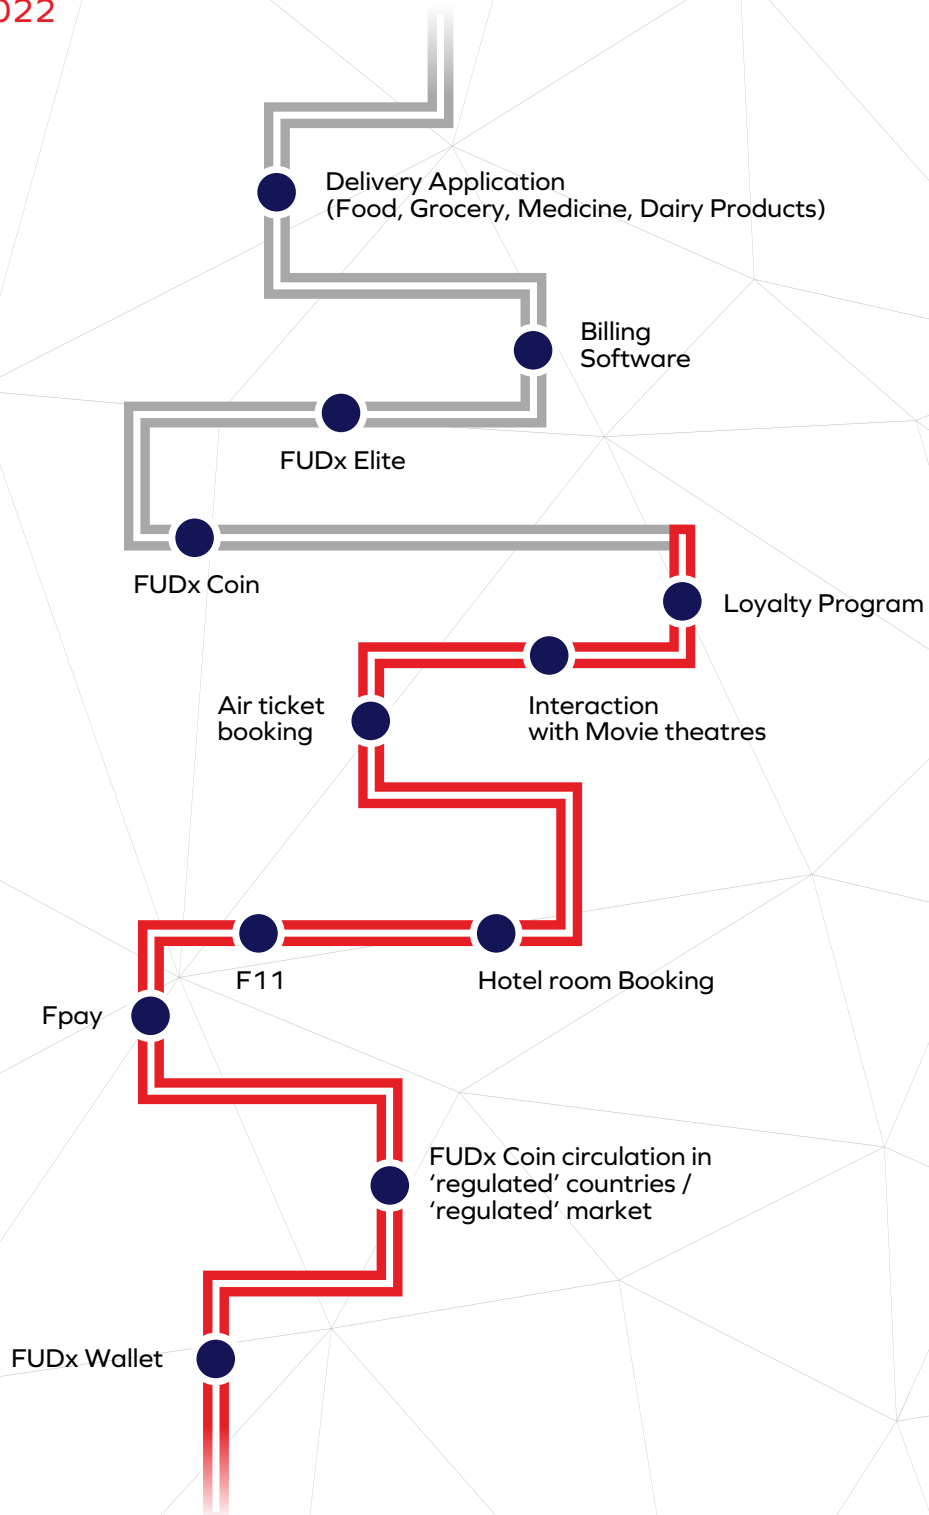 022
Delivery Application
(Food, Grocery, Medicine, Dairy Products)
Billing
Software
FUDx Elite
FUDx Coin
Loyalty Program
Interaction
with Movie theatres
Air ticket
booking
Hotel room Booking
F11
Fpay
FUDx Coin circulation in
‘regulated’ countries /
‘regulated’ market
FUDx Wallet